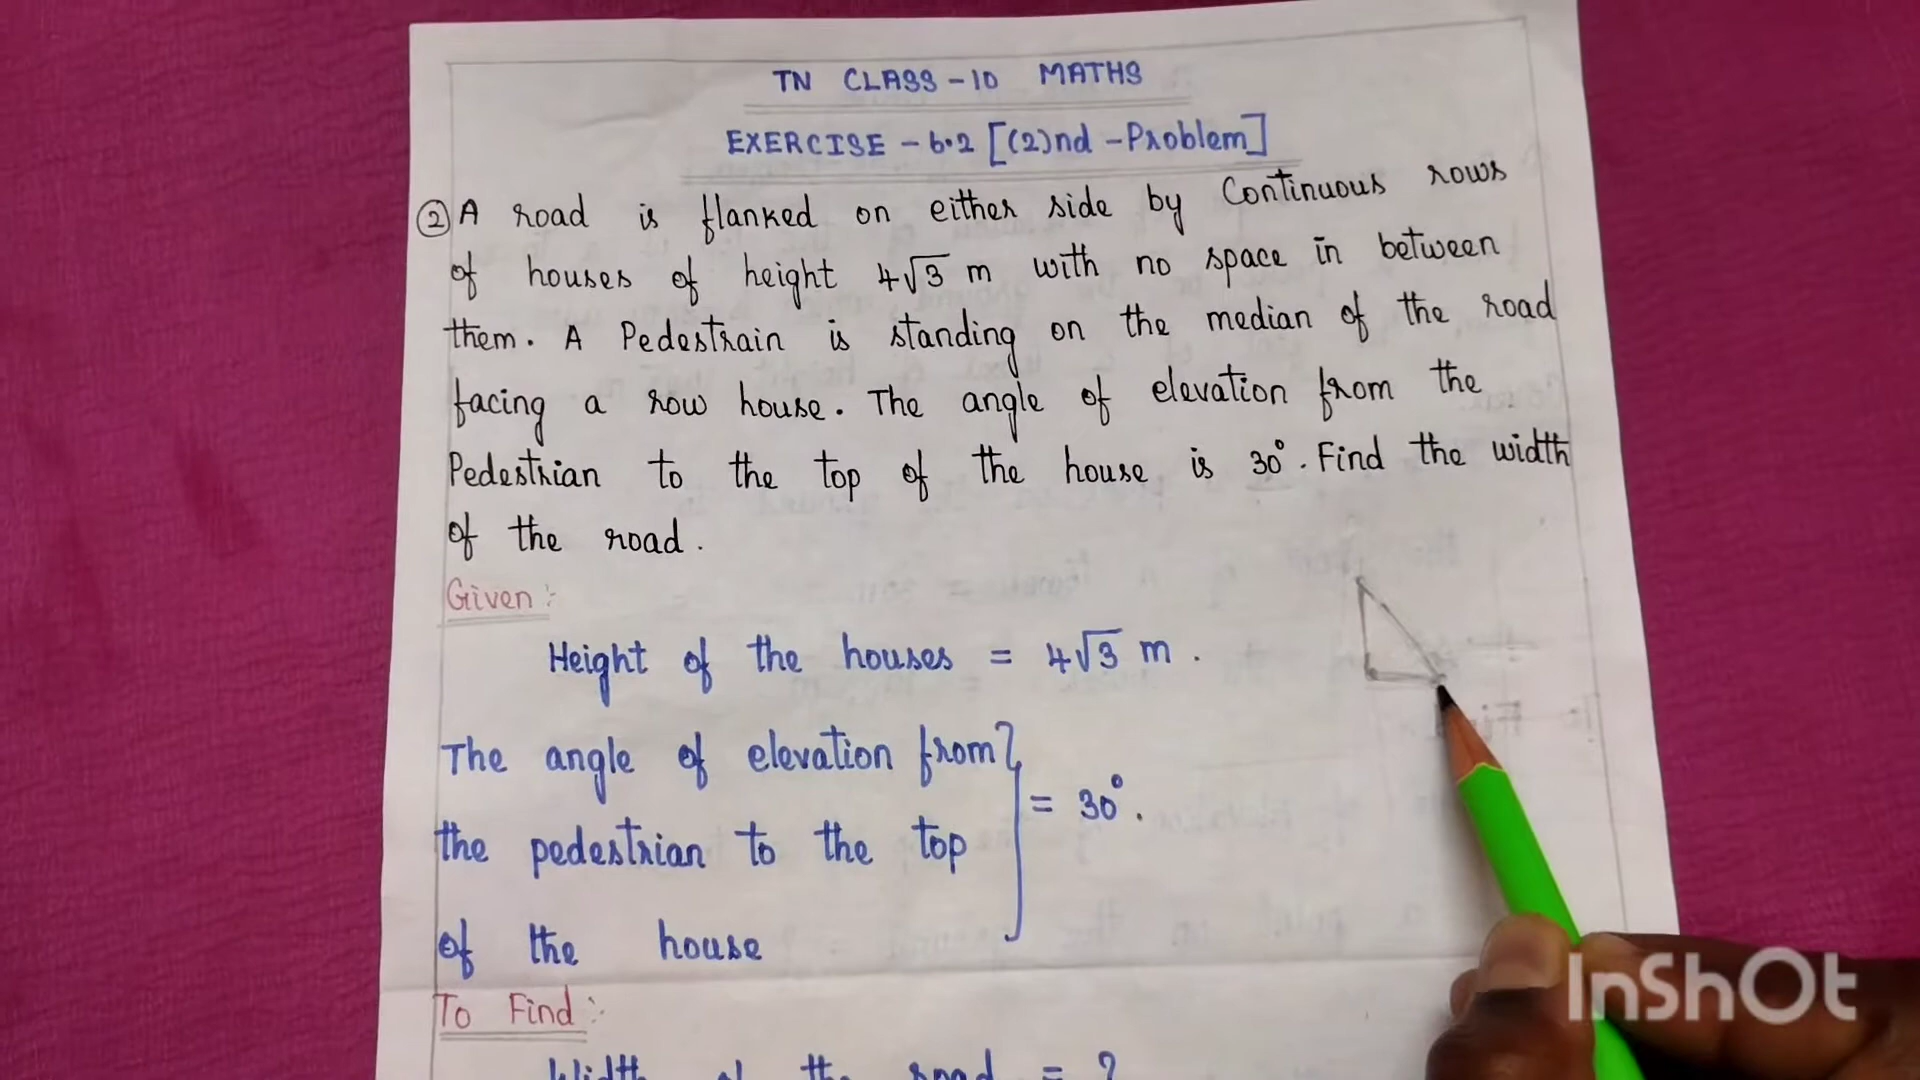 TN CLASS - 10 MATHS
EXERCISE - 6.2 [(2)nd - Problem]
② A road is flanked on either side by Continuous rows
of houses of height 4√3 m with no space in between
them. A Pedestrain is standing on the median of the road
facing a row house. The angle of elevation from the
Pedestrian to the top of the house is 30°. Find the width
of the road.
Given :-
Height of the houses = 4√3 m.
The angle of elevation from
the pedestrian to the top
of the house
= 30°.
To Find :-
Width of the road = ?
InShOt